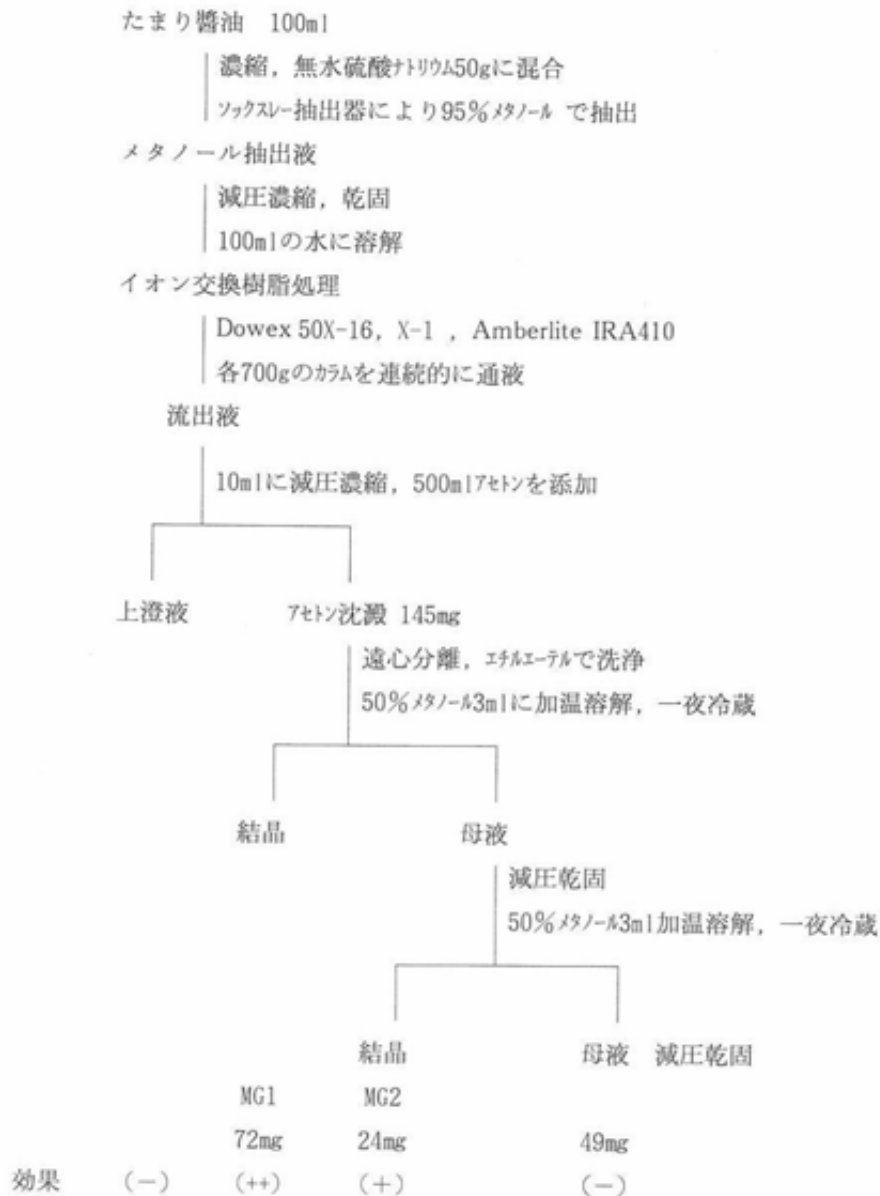 たまり醬油 100ml
濃縮，無水硫酸ﾅﾄﾘｳﾑ50gに混合
ｿｯｸｽﾚｰ抽出器により95％ﾒﾀﾉｰﾙ で抽出
メタノール抽出液
減圧濃縮，乾固
100mlの水に溶解
イオン交換樹脂処理
Dowex 50X-16，X-1 ，Amberlite IRA410
各700gのｶﾗﾑを連続的に通液
流出液
10mlに減圧濃縮，500mlｱｾﾄﾝを添加
上澄液 ｱｾﾄﾝ沈澱 145mg
遠心分離，ｴﾁﾙｴｰﾃﾙで洗浄
50％ﾒﾀﾉｰﾙ3mlに加温溶解，一夜冷蔵
結晶 母液
減圧乾固
50％ﾒﾀﾉｰﾙ3ml加温溶解，一夜冷蔵
結晶 母液 減圧乾固
MG1 MG2
72mg 24mg 49mg
効果 （－） （++） （＋） （－）